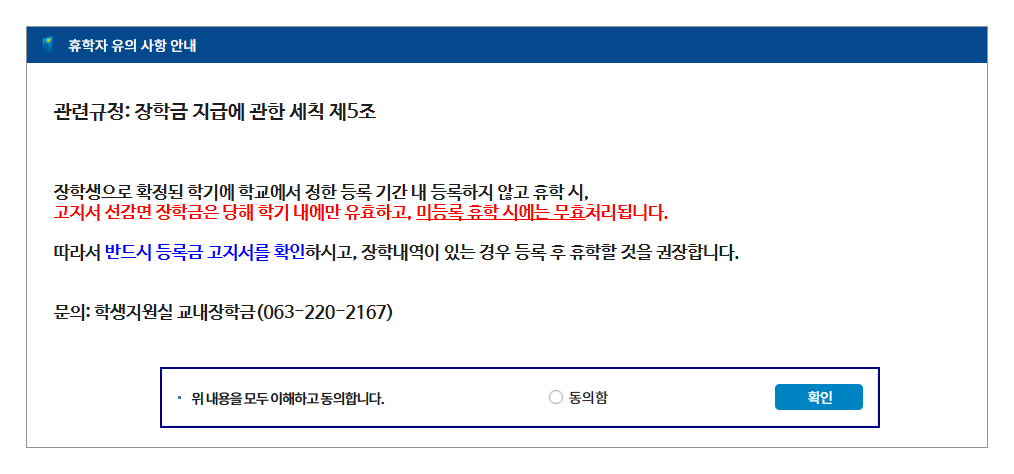 휴학자 유의 사항 안내
관련규정: 장학금 지급에 관한 세칙 제5조
장학생으로 확정된 학기에 학교에서 정한 등록 기간 내 등록하지 않고 휴학 시,
고지서 선감면 장학금은 당해 학기 내에만 유효하고, 미등록 휴학 시에는 무효처리됩니다.
따라서 반드시 등록금 고지서를 확인하시고, 장학내역이 있는 경우 등록 후 휴학할 것을 권장합니다.
문의: 학생지원실 교내장학금(063-220-2167)
위 내용을 모두 이해하고 동의합니다. 동의함 확인